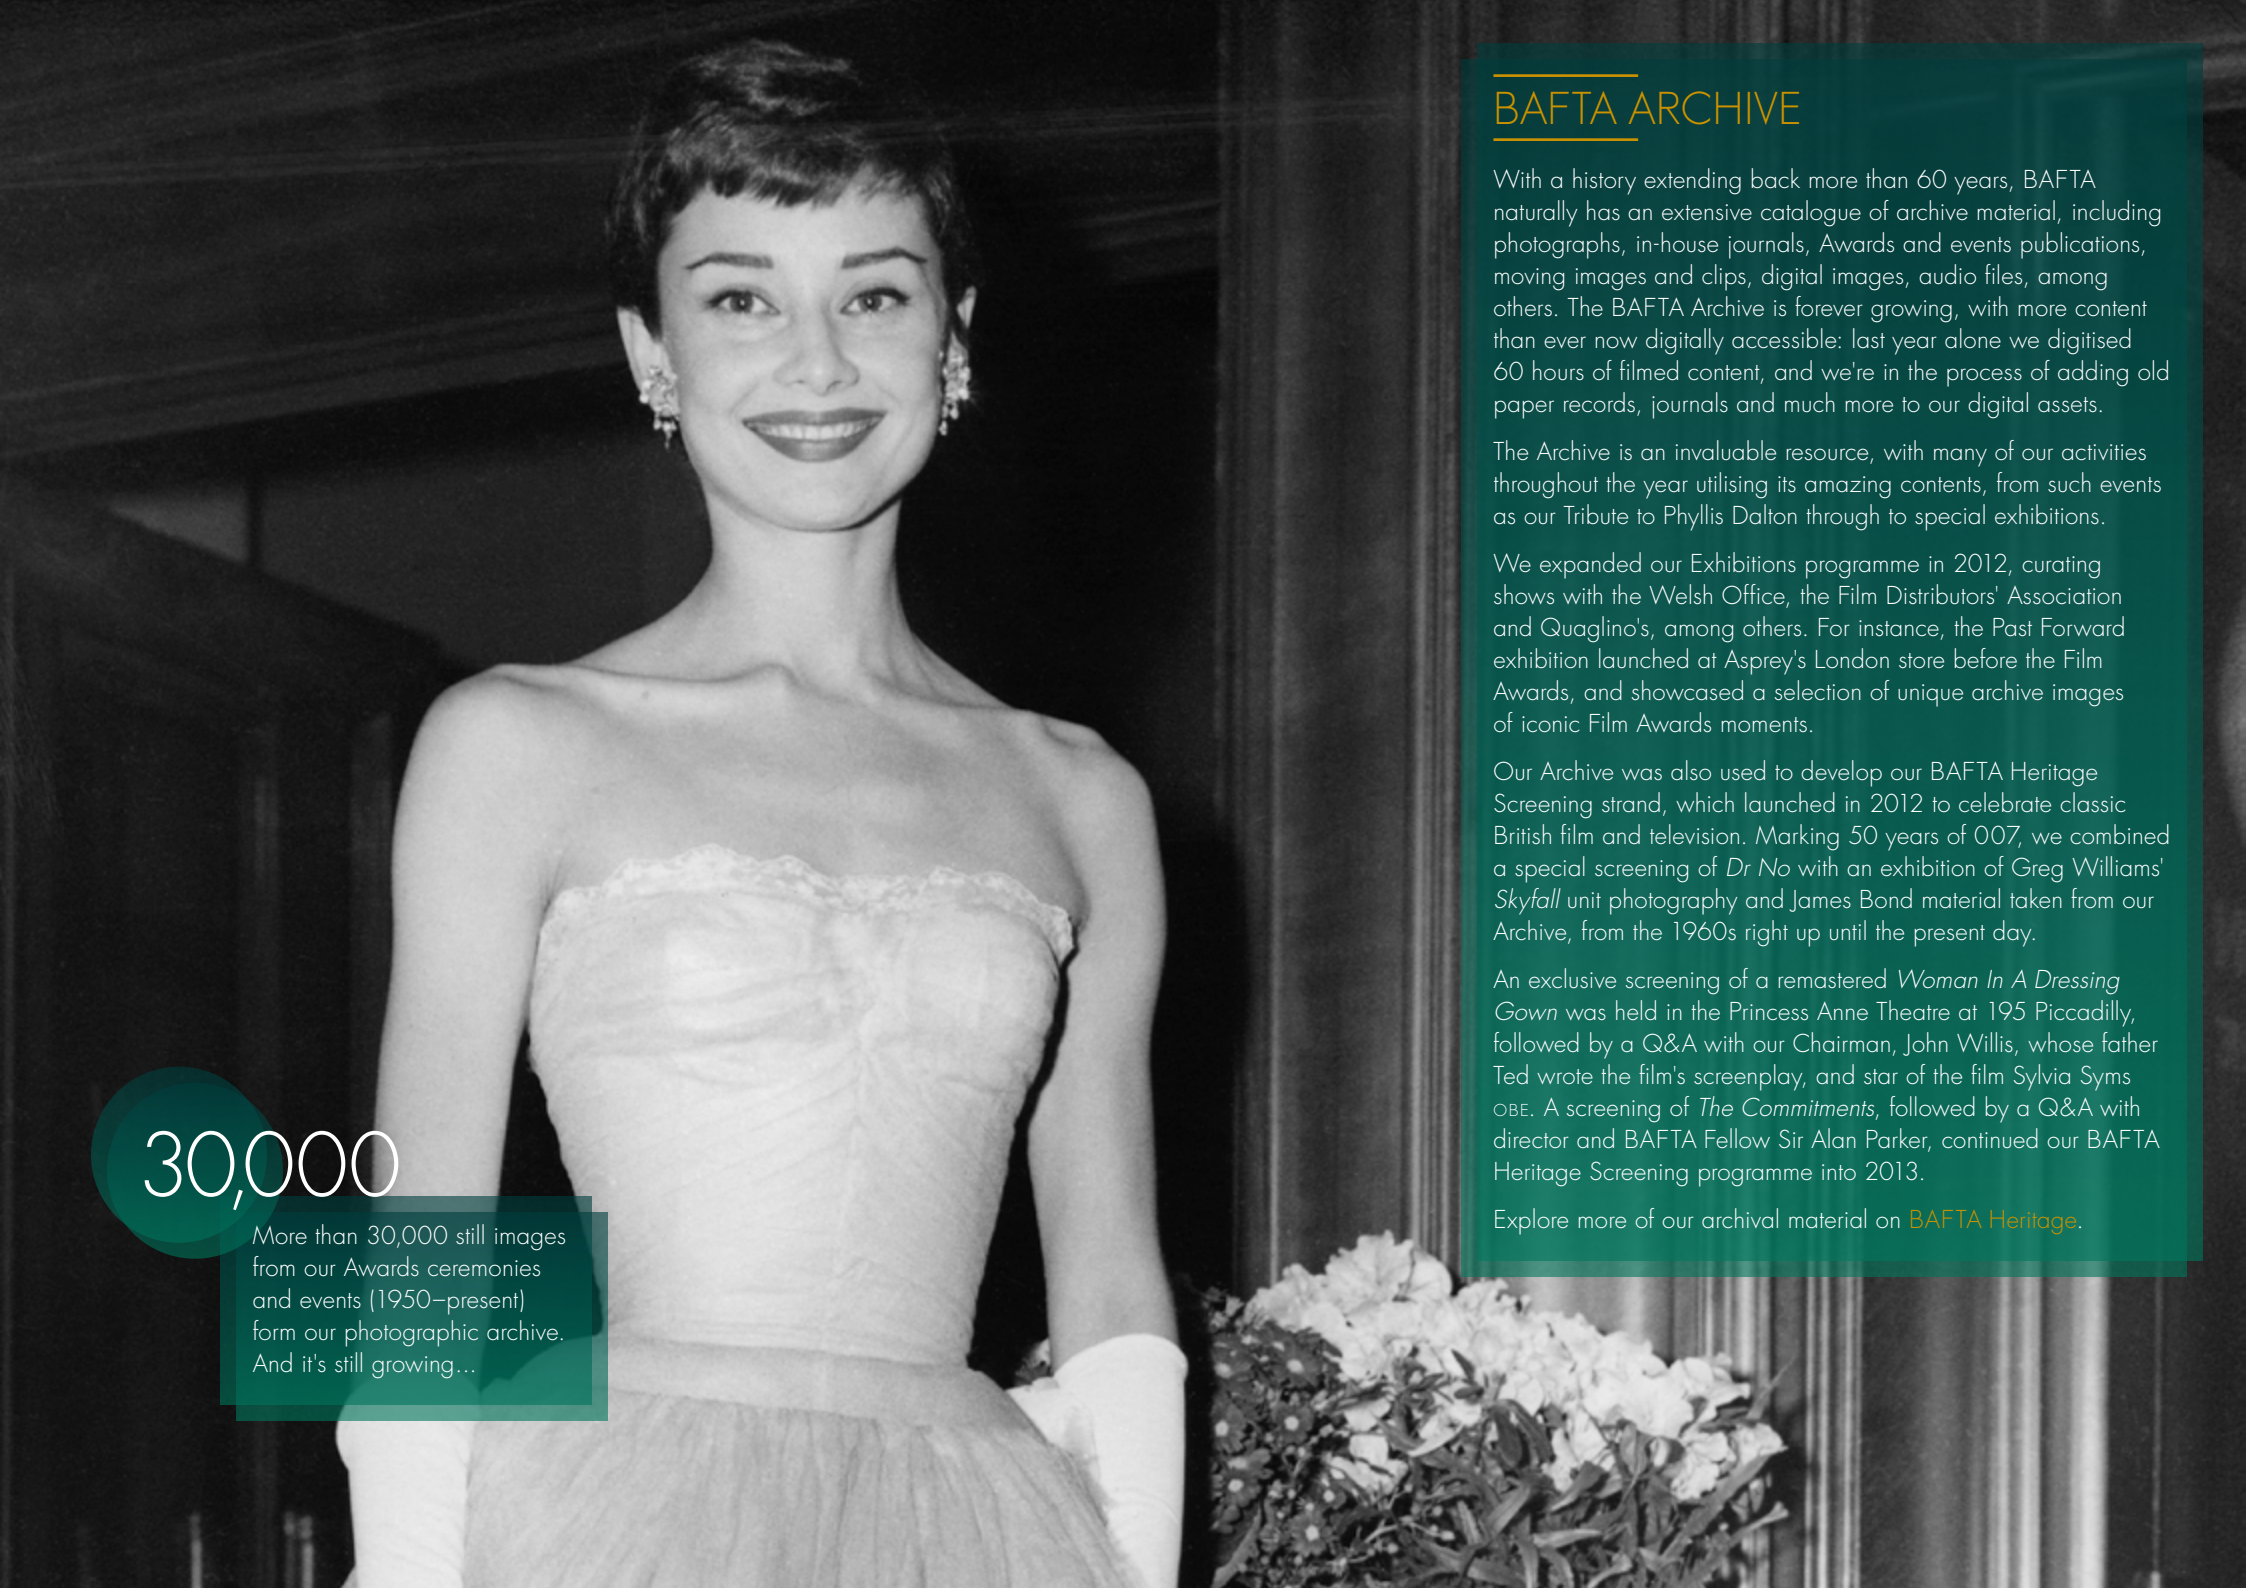 BAFTA ARCHIVE
With a history extending back more than 60 years, BAFTA
naturally has an extensive catalogue of archive material, including
photographs, in-house journals, Awards and events publications,
moving images and clips, digital images, audio files, among
others. The BAFTA Archive is forever growing, with more content
than ever now digitally accessible: last year alone we digitised
60 hours of filmed content, and we're in the process of adding old
paper records, journals and much more to our digital assets.
The Archive is an invaluable resource, with many of our activities
throughout the year utilising its amazing contents, from such events
as our Tribute to Phyllis Dalton through to special exhibitions.
We expanded our Exhibitions programme in 2012, curating
shows with the Welsh Office, the Film Distributors' Association
and Quaglino's, among others. For instance, the Past Forward
exhibition launched at Asprey's London store before the Film
Awards, and showcased a selection of unique archive images
of iconic Film Awards moments.
Our Archive was also used to develop our BAFTA Heritage
Screening strand, which launched in 2012 to celebrate classic
British film and television. Marking 50 years of 007, we combined
a special screening of Dr No with an exhibition of Greg Williams'
Skyfall unit photography and James Bond material taken from our
Archive, from the 1960s right up until the present day.
An exclusive screening of a remastered Woman In A Dressing
Gown was held in the Princess Anne Theatre at 195 Piccadilly,
followed by a Q&A with our Chairman, John Willis, whose father
Ted wrote the film's screenplay, and star of the film Sylvia Syms
OBE. A screening of The Commitments, followed by a Q&A with
director and BAFTA Fellow Sir Alan Parker, continued our BAFTA
Heritage Screening programme into 2013.
Explore more of our archival material on BAFTA Heritage.
30,000
More than 30,000 still images
from our Awards ceremonies
and events (1950–present)
form our photographic archive.
And it's still growing...